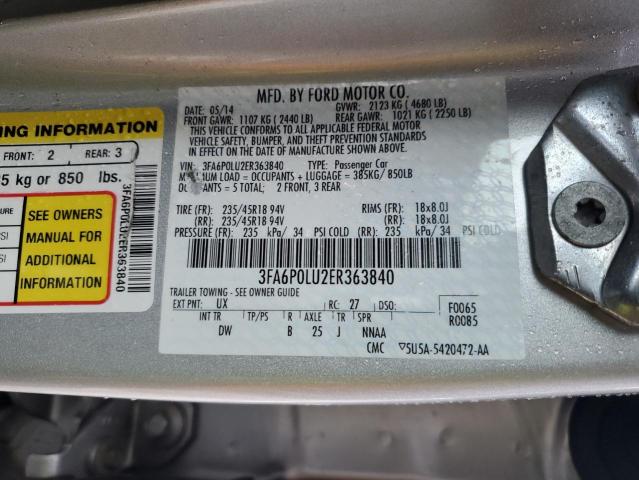 MFD. BY FORD MOTOR CO.
DATE: 05/14 GVWR: 2123 KG ( 4680 LB)
FRONT GAWR: 1107 KG ( 2440 LB) REAR GAWR: 1021 KG ( 2250 LB)
THIS VEHICLE CONFORMS TO ALL APPLICABLE FEDERAL MOTOR
VEHICLE SAFETY, BUMPER, AND THEFT PREVENTION STANDARDS
IN EFFECT ON THE DATE OF MANUFACTURE SHOWN ABOVE.
VIN: 3FA6P0LU2ER363840 TYPE: Passenger Car
MAXIMUM LOAD = OCCUPANTS + LUGGAGE = 385KG/ 850LB
OCCUPANTS = 5 TOTAL; 2 FRONT, 3 REAR
TIRE (FR): 235/45R18 94V RIMS (FR): 18x8.0J
(RR): 235/45R18 94V (RR): 18x8.0J
PRESSURE (FR): 235 kPa/ 34 PSI COLD (RR): 235 kPa/ 34 PSI COLD
3FA6P0LU2ER363840
TRAILER TOWING - SEE OWNER GUIDE
EXT PNT: UX RC: 27 DSO: F0065
R0085
INT TR TP/PS R AXLE TR SPR
DW B 25 J NNAA
CMC ▽5U5A-5420472-AA
NG INFORMATION
FRONT: 2 REAR: 3
5 kg or 850 lbs.
SURE
SI
SI
SEE OWNERS
MANUAL FOR
ADDITIONAL
INFORMATION
3FA6P0LU2ER363840